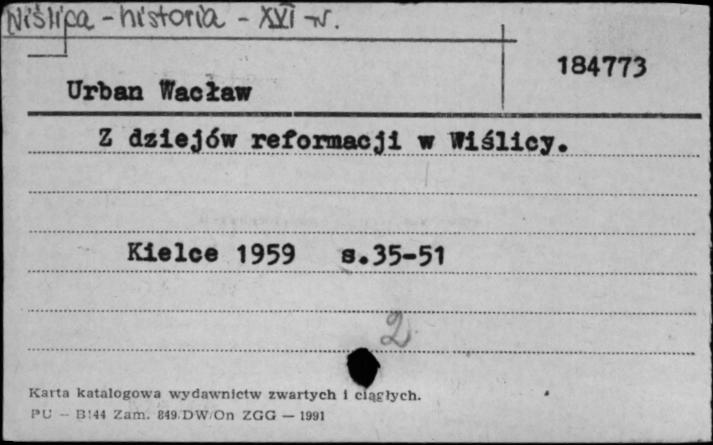 Wiślica - historia - XVI w.
184773
Urban Wacław
Z dziejów reformacji w Wiślicy.
Kielce 1959 s.35-51
2
Karta katalogowa wydawnictw zwartych i ciągłych.
PU - B144 Zam. 849/DW/On ZGG — 1991